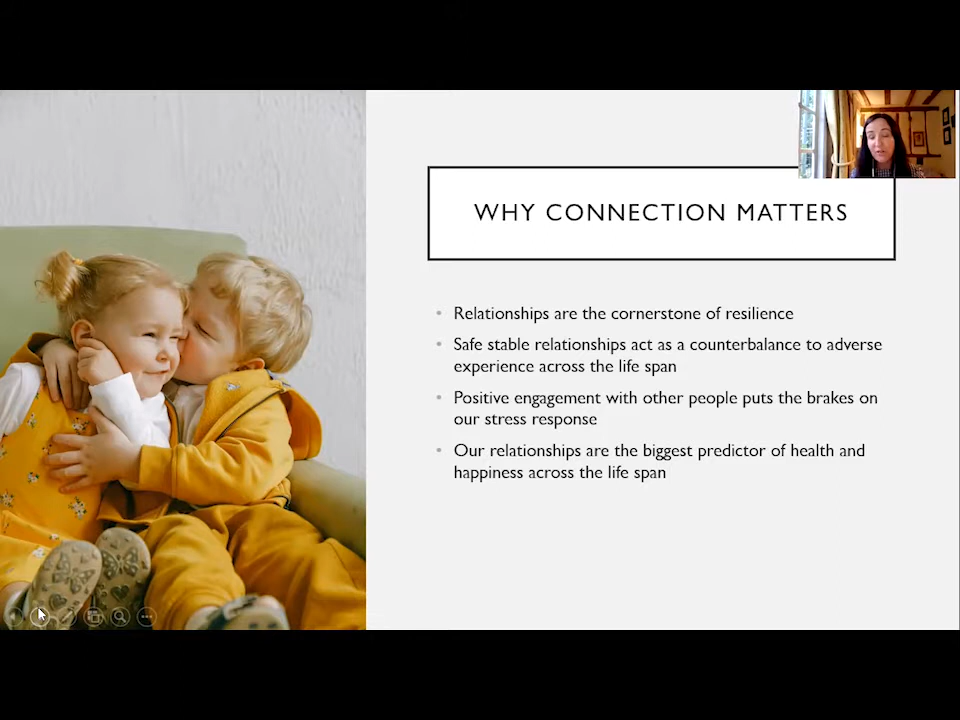 WHY CONNECTION MATTERS
• Relationships are the cornerstone of resilience
• Safe stable relationships act as a counterbalance to adverse
experience across the life span
• Positive engagement with other people puts the brakes on
our stress response
• Our relationships are the biggest predictor of health and
happiness across the life span